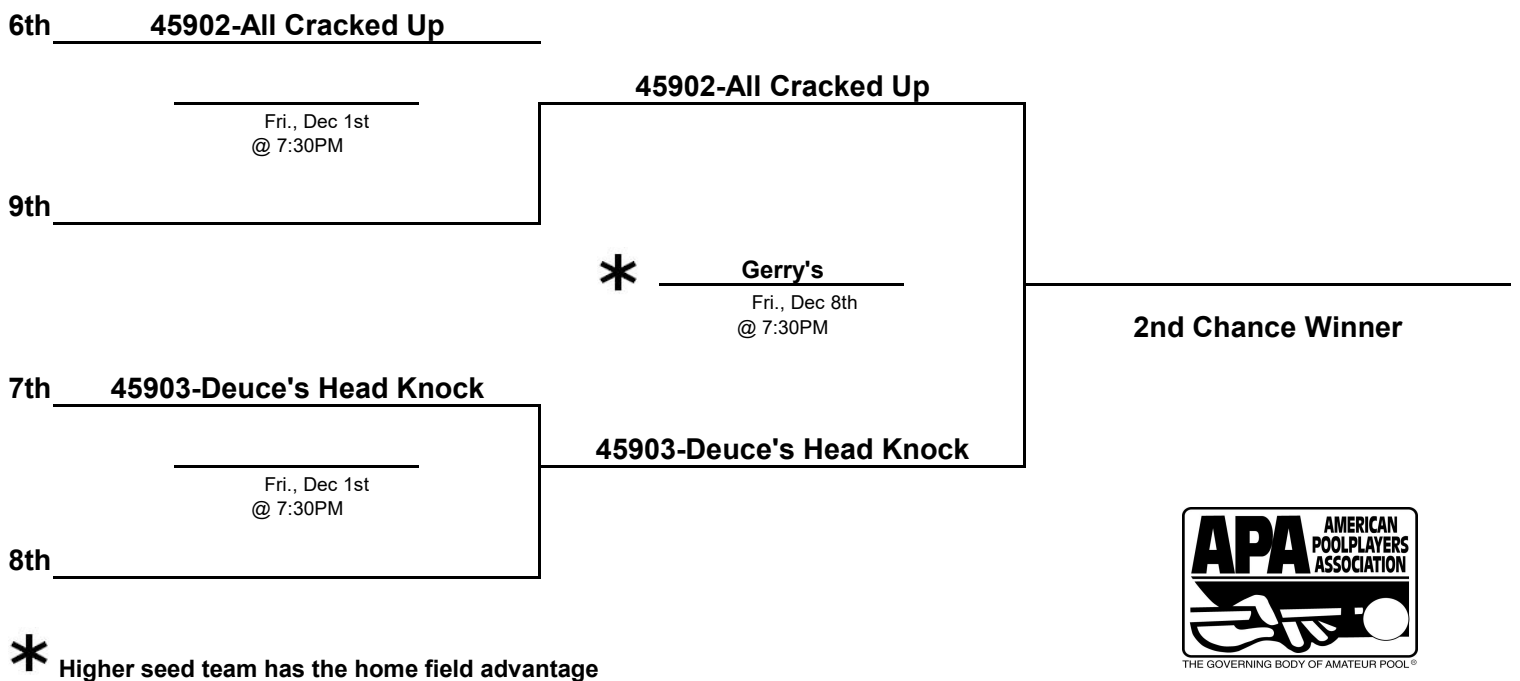 6th 45902-All Cracked Up
45902-All Cracked Up
Fri., Dec 1st
@ 7:30PM
9th
* Gerry's
Fri., Dec 8th
@ 7:30PM
2nd Chance Winner
7th 45903-Deuce's Head Knock
45903-Deuce's Head Knock
Fri., Dec 1st
@ 7:30PM
8th
* Higher seed team has the home field advantage
APA AMERICAN
POOLPLAYERS
ASSOCIATION
THE GOVERNING BODY OF AMATEUR POOL®